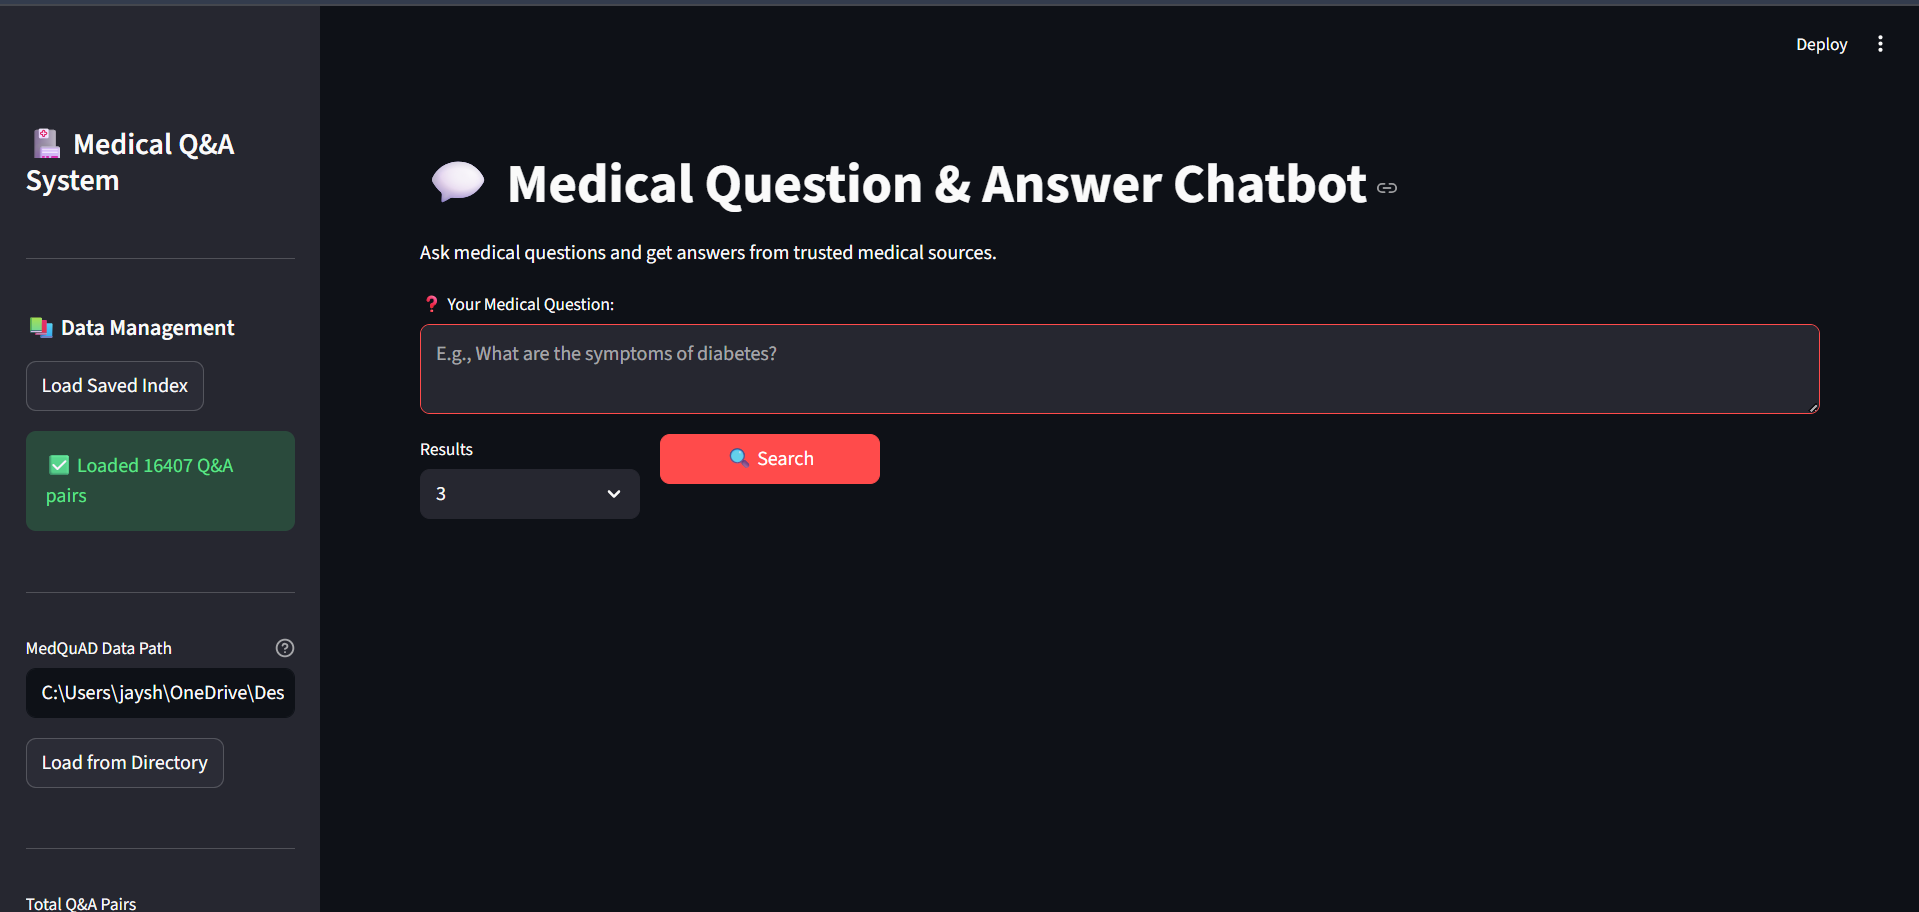 Deploy
Medical Q&A
System
Data Management
Load Saved Index
Loaded 16407 Q&A
pairs
MedQuAD Data Path
C:\Users\jaysh\OneDrive\Des
Load from Directory
Total Q&A Pairs
Medical Question & Answer Chatbot
Ask medical questions and get answers from trusted medical sources.
❓ Your Medical Question:
E.g., What are the symptoms of diabetes?
Results
3
Search